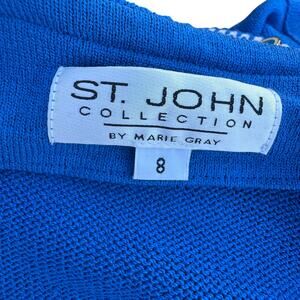 ST. JOHN
COLLECTION
BY MARIE GRAY
8